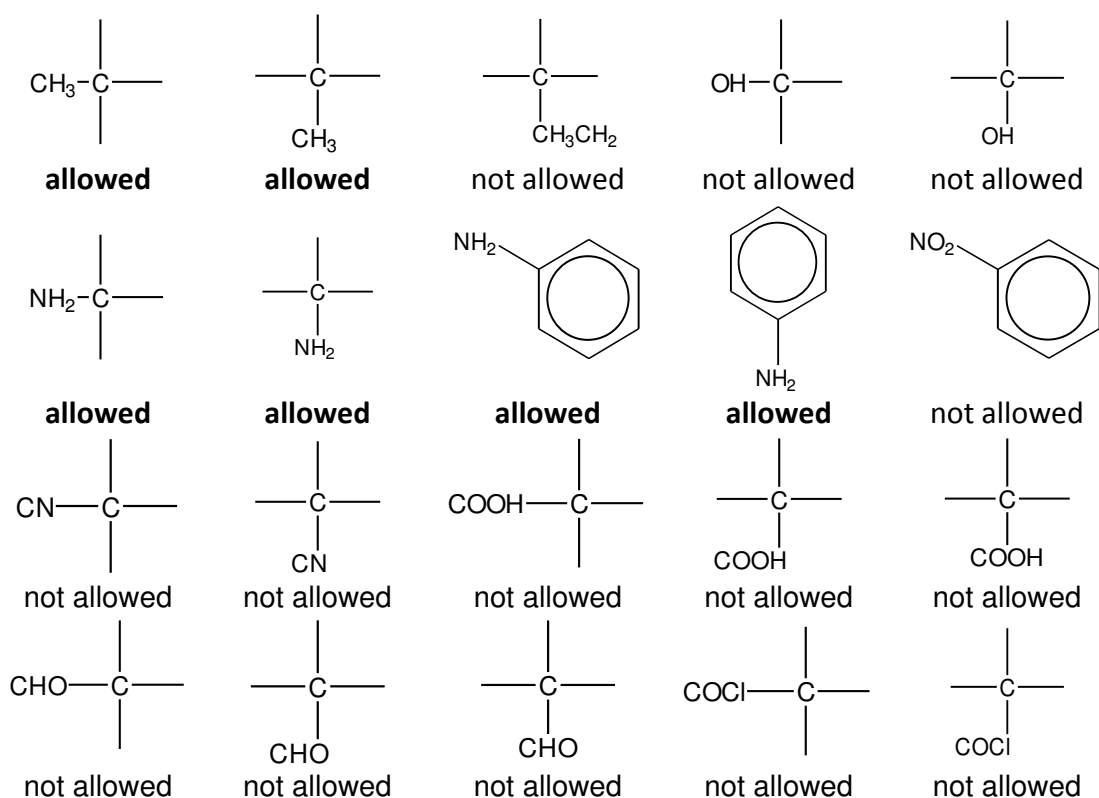 CH₃ C C C OH C C
CH₃ CH₃CH₂ OH
allowed allowed not allowed not allowed not allowed
NH₂ C C NH₂ NO₂
NH₂ NH₂
allowed allowed allowed allowed not allowed
CN C C COOH C C C
CN COOH COOH
not allowed not allowed not allowed not allowed not allowed
CHO C C C COCl C C
CHO CHO COCl
not allowed not allowed not allowed not allowed not allowed